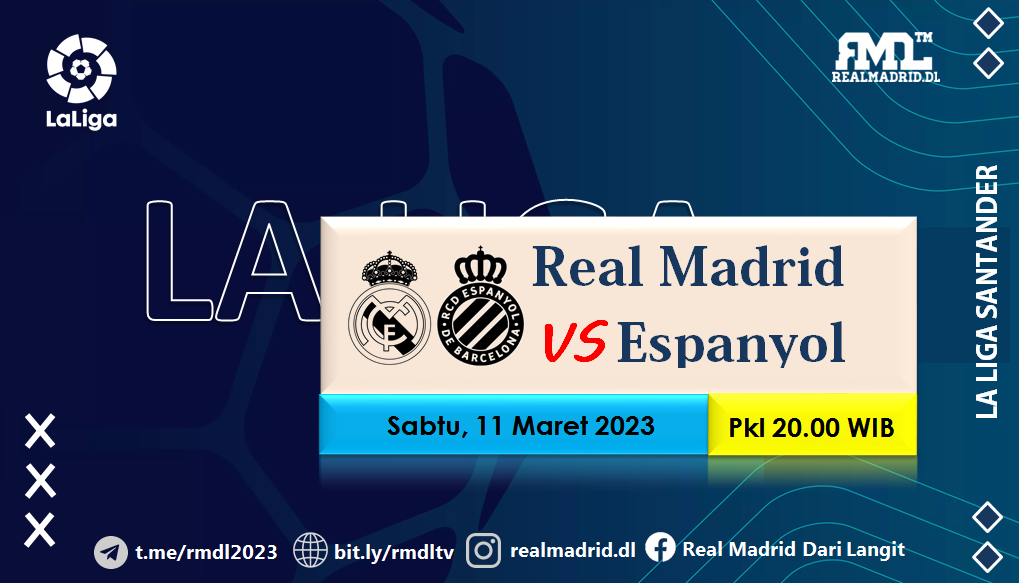 LaLiga
RML™
REALMADRID.DL
LA LIGA
LA LIGA SANTANDER
RCD ESPANYOL
DE BARCELONA
Real Madrid
VS Espanyol
Sabtu, 11 Maret 2023
Pkl 20.00 WIB
t.me/rmdl2023
bit.ly/rmdltv
realmadrid.dl
Real Madrid Dari Langit